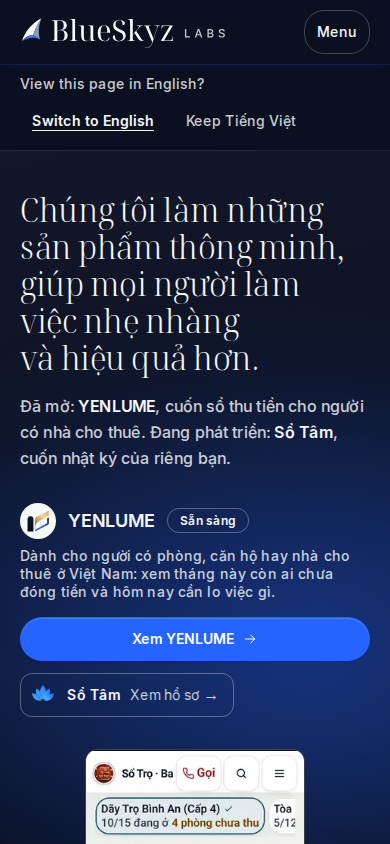 BlueSkyz LABS
Menu
View this page in English?
Switch to English Keep Tiếng Việt
Chúng tôi làm những
sản phẩm thông minh,
giúp mọi người làm
việc nhẹ nhàng
và hiệu quả hơn.
Đã mở: YENLUME, cuốn sổ thu tiền cho người
có nhà cho thuê. Đang phát triển: Sổ Tâm,
cuốn nhật ký của riêng bạn.
YENLUME Sẵn sàng
Dành cho người có phòng, căn hộ hay nhà cho
thuê ở Việt Nam: xem tháng này còn ai chưa
đóng tiền và hôm nay cần lo việc gì.
Xem YENLUME →
Sổ Tâm Xem hồ sơ →
Sổ Trọ · Ba Gọi
Dãy Trọ Bình An (Cấp 4) ✓ Tòa
10/15 đang ở 4 phòng chưa thu 5/12